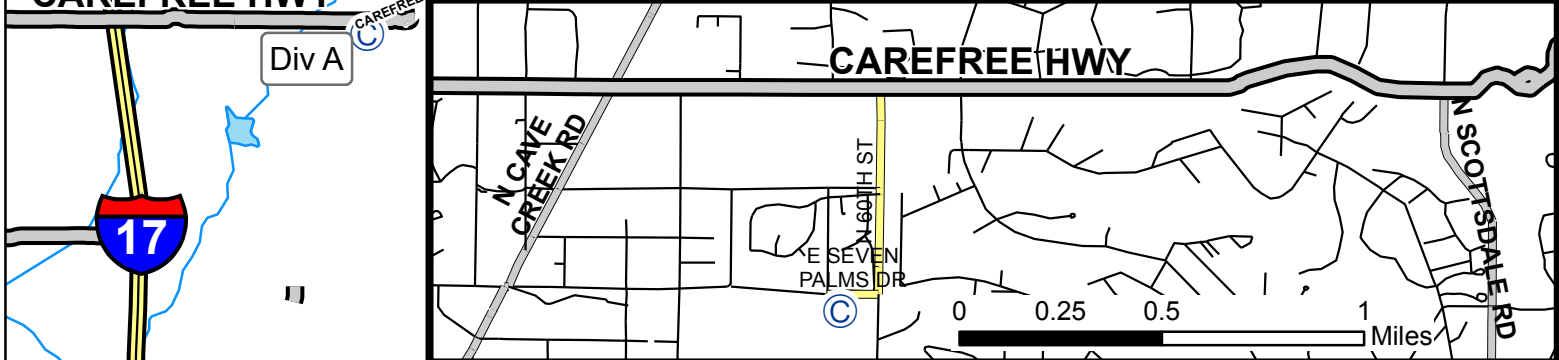 CAREFREE HWY
CAREFREE
C
Div A
17
CAREFREE HWY
N CAVE
CREEK RD
N 60TH ST
E SEVEN
PALMS DR
C
N SCOTTSDALE RD
0 0.25 0.5 1
Miles